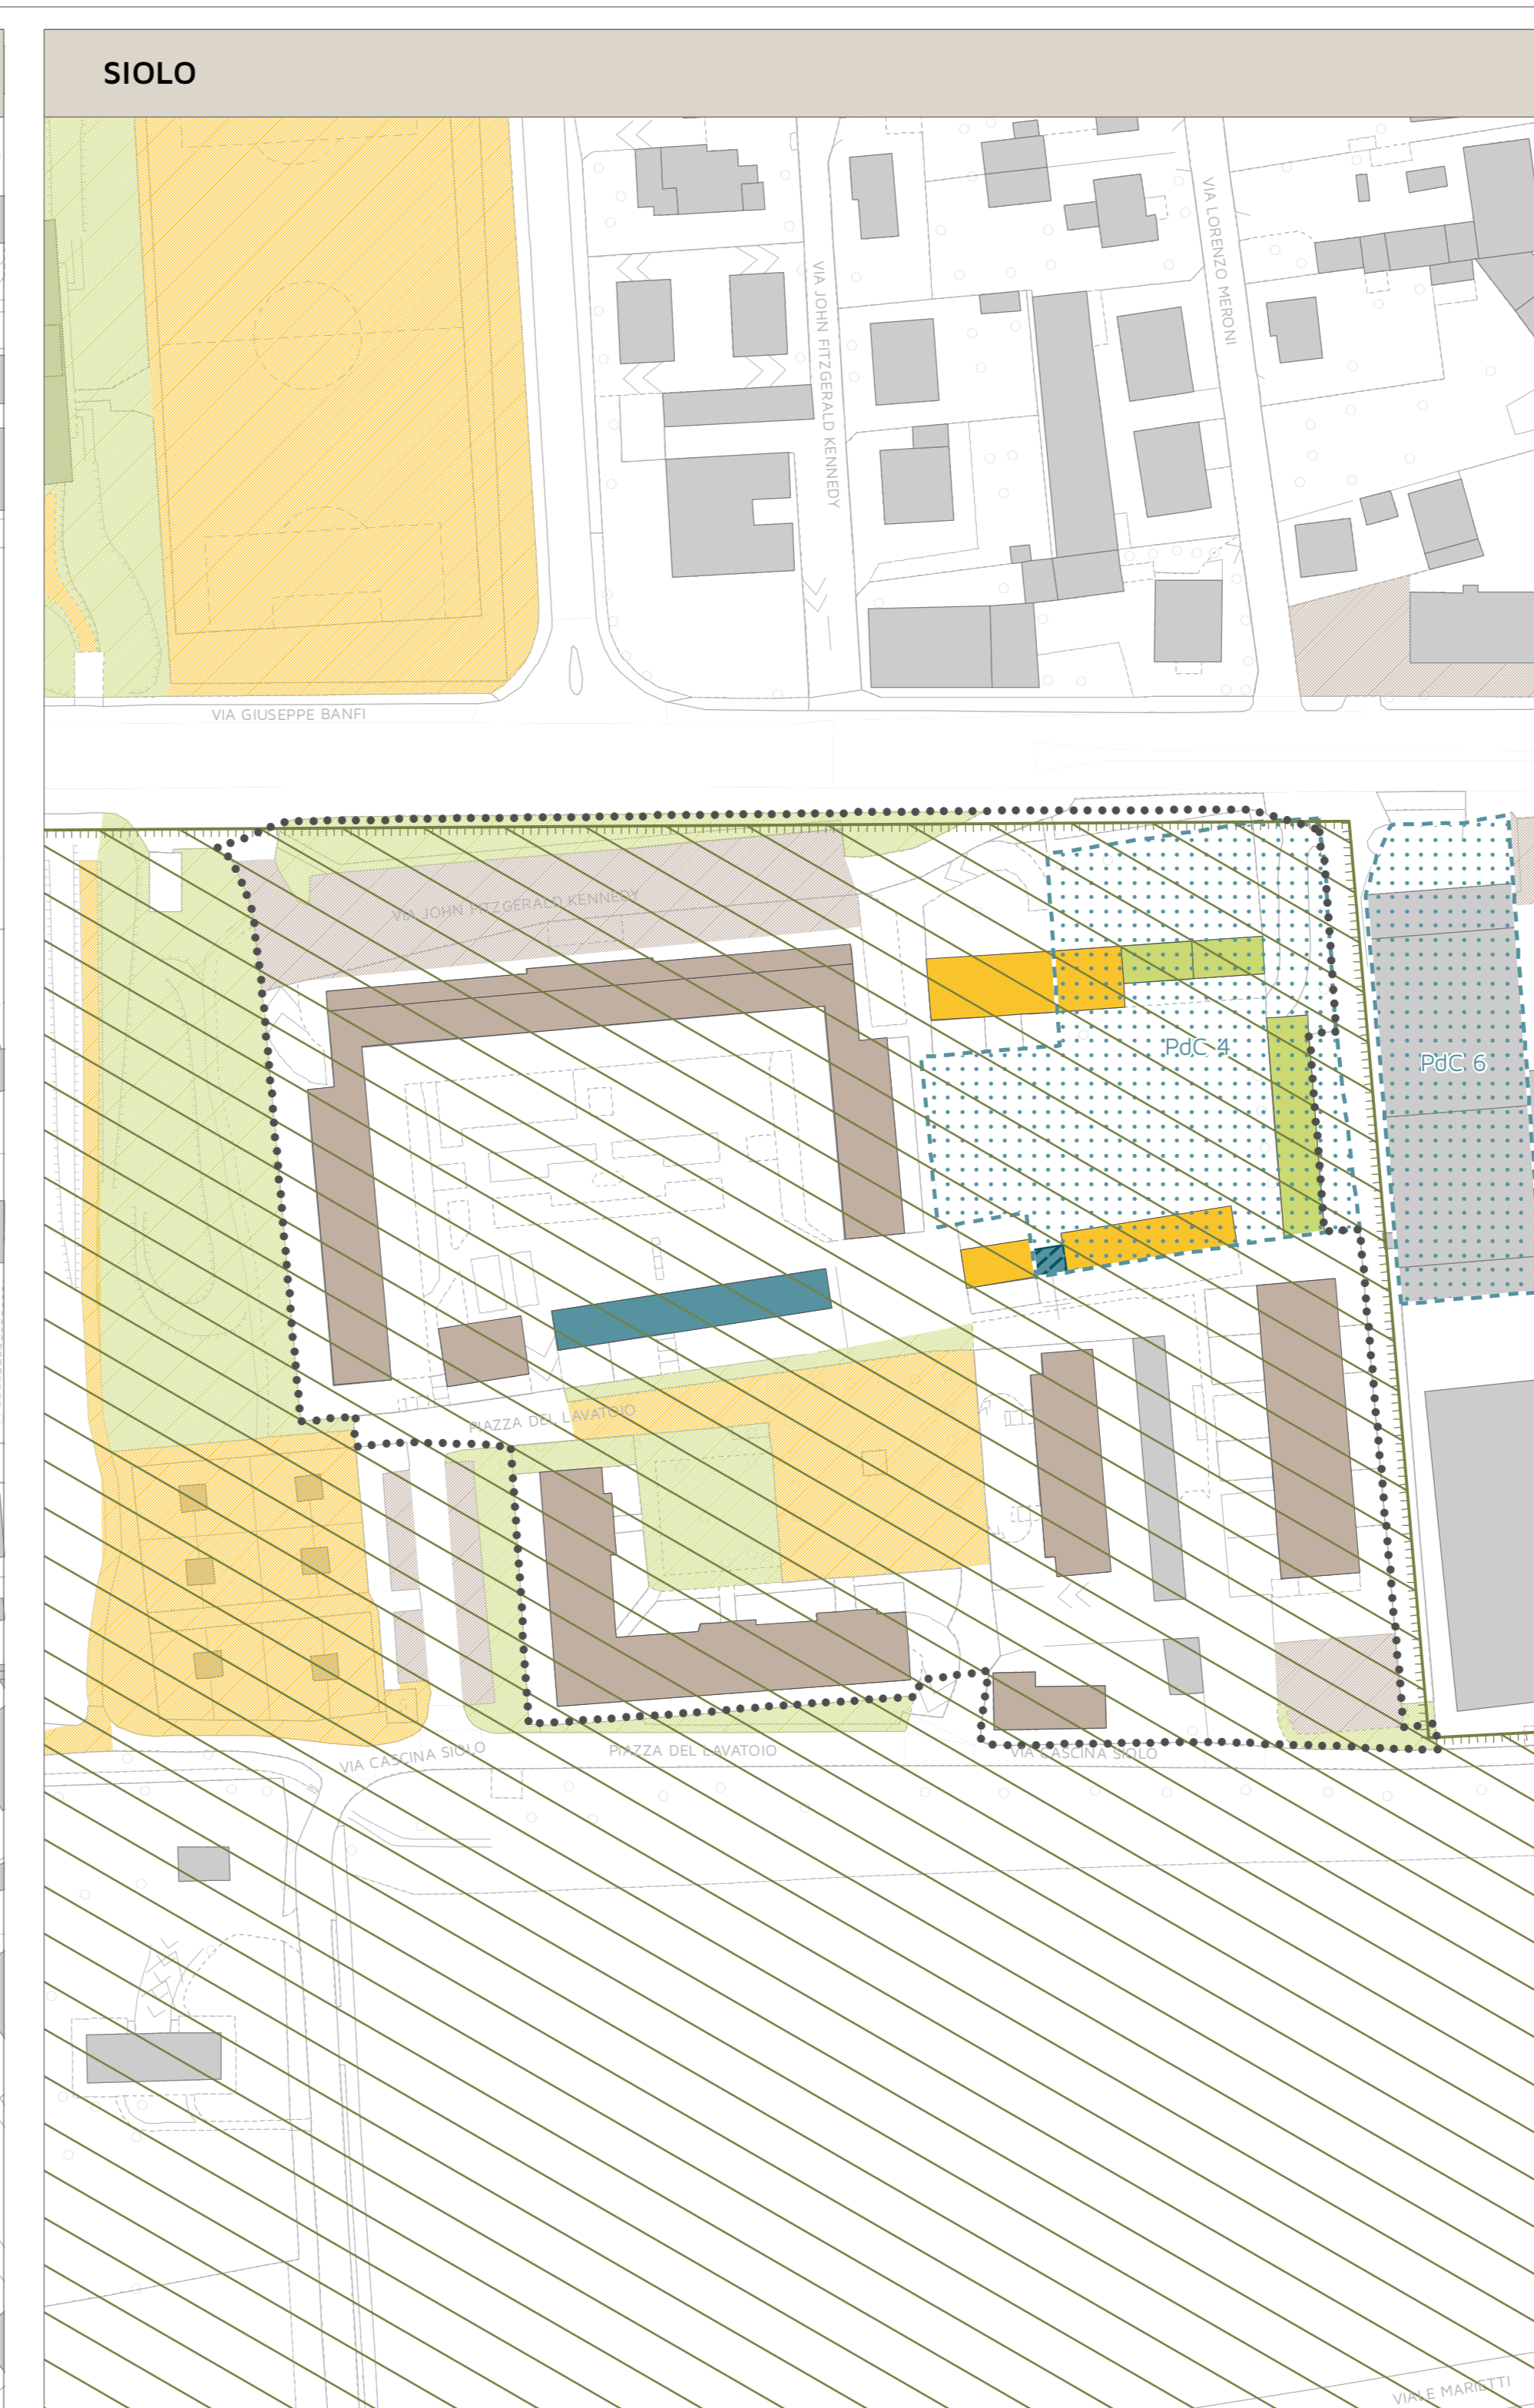 SIOLO
VIA LORENZO MERONI
VIA JOHN FITZGERALD KENNEDY
VIA GIUSEPPE BANFI
VIA JOHN FITZGERALD KENNEDY
PdC 4
PdC 6
PIAZZA DEL LAVATOIO
VIA CASCINA SIOLO
PIAZZA DEL LAVATOIO
VIA CASCINA SIOLO
VIALE MARIETTI